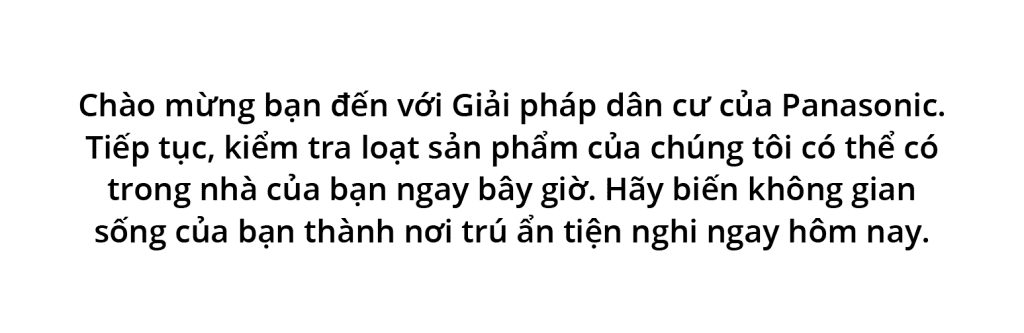 Chào mừng bạn đến với Giải pháp dân cư của Panasonic.
Tiếp tục, kiểm tra loạt sản phẩm của chúng tôi có thể có
trong nhà của bạn ngay bây giờ. Hãy biến không gian
sống của bạn thành nơi trú ẩn tiện nghi ngay hôm nay.